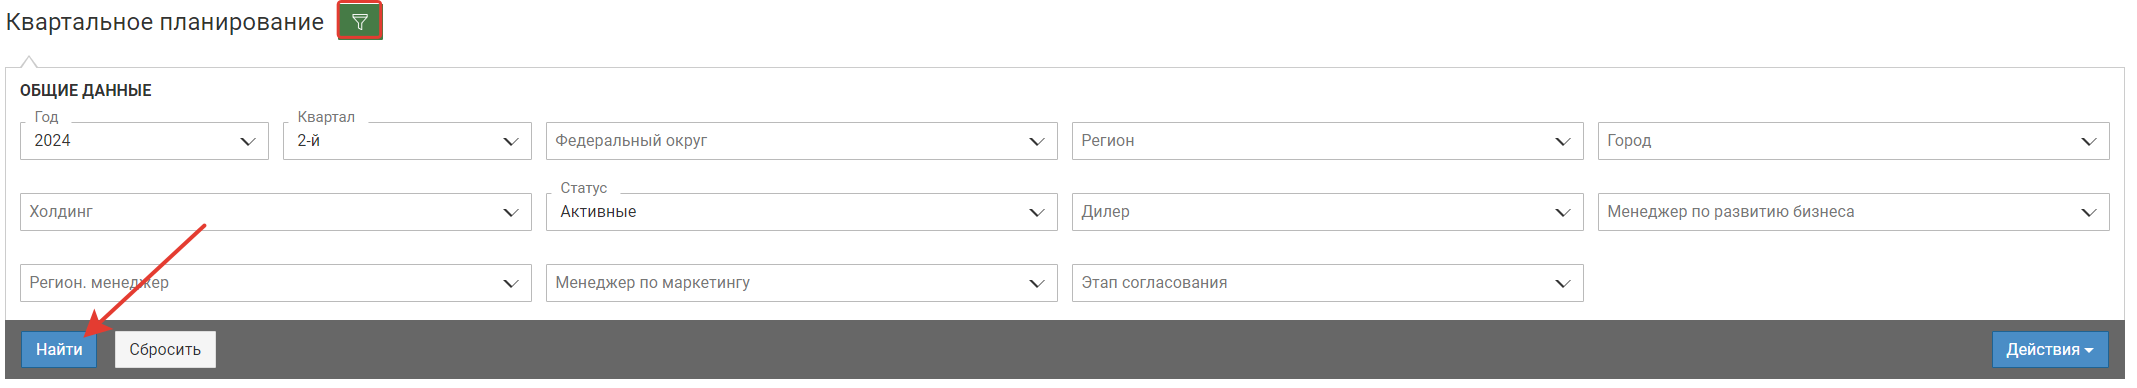 Квартальное планирование
ОБЩИЕ ДАННЫЕ
Год
Квартал
2024
2-й
Федеральный округ
Регион
Город
Статус
Холдинг
Активные
Дилер
Менеджер по развитию бизнеса
Регион. менеджер
Менеджер по маркетингу
Этап согласования
Найти
Сбросить
Действия